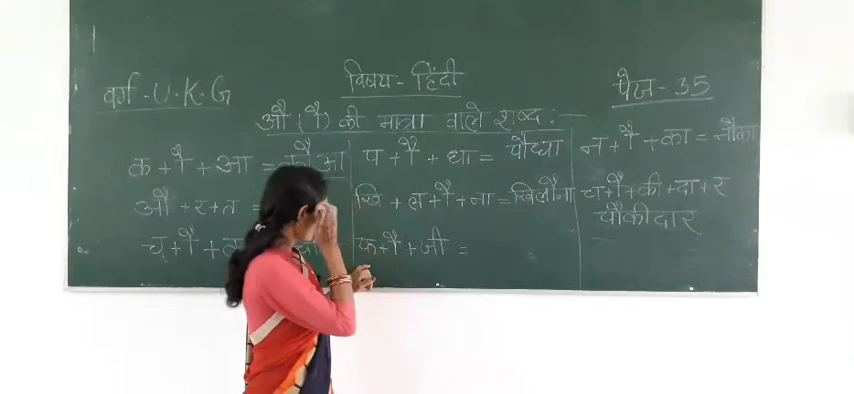 वर्ग - U.K.G
विषय - हिंदी
पेज - 35
औ (ौ) की मात्रा वाले शब्द :—
क + ौ + आ = कौआ
औ + र + त =
च् + ौ +
प + ौ + धा = पौधा
खि + ल + ौ + ना = खिलौना
फ + ौ + जी =
न + ौ + का = नौका
च + ौ + की + दा + र
चौकीदार